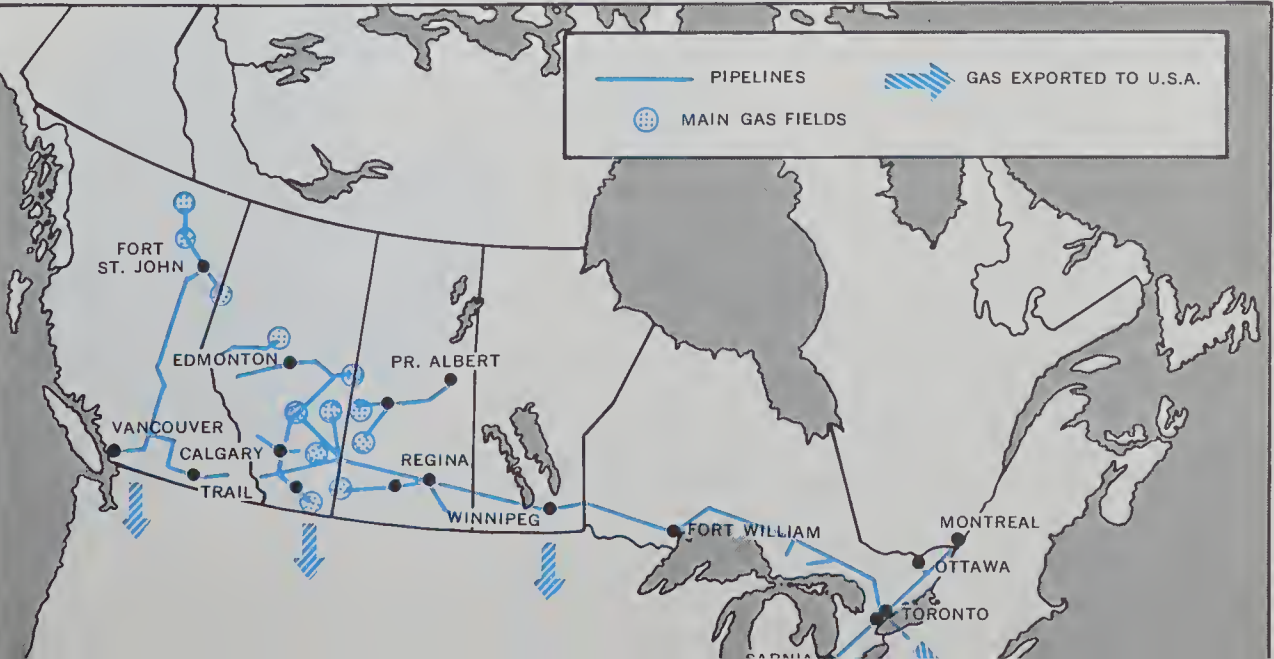 PIPELINES
GAS EXPORTED TO U.S.A.
MAIN GAS FIELDS
FORT
ST. JOHN
EDMONTON
PR. ALBERT
VANCOUVER
CALGARY
REGINA
TRAIL
WINNIPEG
FORT WILLIAM
MONTREAL
OTTAWA
TORONTO
SARNIA